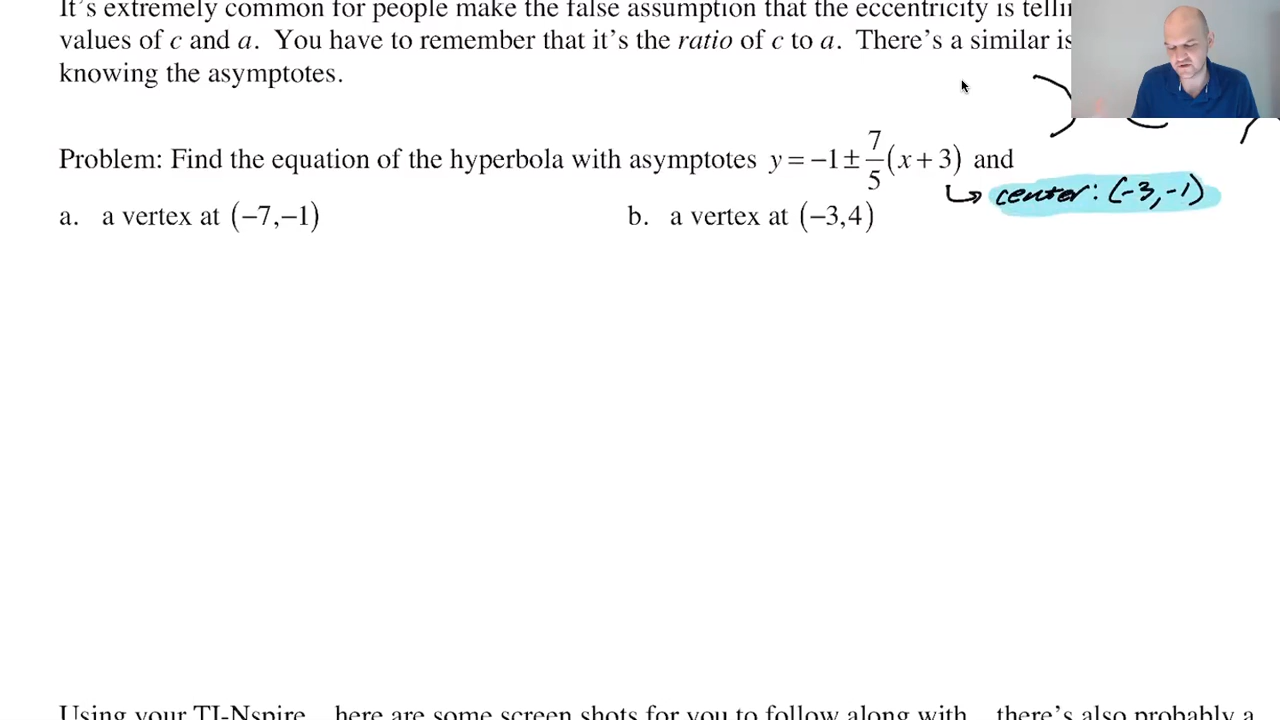 It's extremely common for people make the false assumption that the eccentricity is
values of c and a. You have to remember that it's the ratio of c to a. There's a similar
knowing the asymptotes.
Problem: Find the equation of the hyperbola with asymptotes y = −1 ± 7/5 (x + 3) and
↳ center: (-3,-1)
a. a vertex at (−7,−1)
b. a vertex at (−3,4)
Using your TI-Nspire... here are some screen shots for you to follow along with... there's also probably a